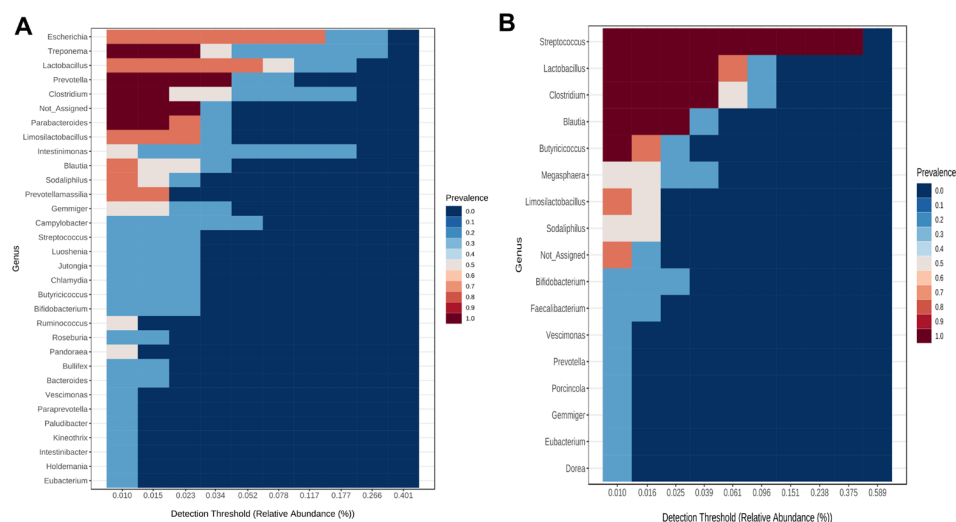 A
Genus
Escherichia
Treponema
Lactobacillus
Prevotella
Clostridium
Not_Assigned
Parabacteroides
Limosilactobacillus
Intestinimonas
Blautia
Sodaliphilus
Prevotellamassilia
Gemmiger
Campylobacter
Streptococcus
Luoshenia
Jutongia
Chlamydia
Butyricicoccus
Bifidobacterium
Ruminococcus
Roseburia
Pandoraea
Bullifex
Bacteroides
Vescimonas
Paraprevotella
Paludibacter
Kineothrix
Intestinibacter
Holdemania
Eubacterium
0.010 0.015 0.023 0.034 0.052 0.078 0.117 0.177 0.266 0.401
Detection Threshold (Relative Abundance (%))
Prevalence
0.0
0.1
0.2
0.3
0.4
0.5
0.6
0.7
0.8
0.9
1.0
B
Genus
Streptococcus
Lactobacillus
Clostridium
Blautia
Butyricicoccus
Megasphaera
Limosilactobacillus
Sodaliphilus
Not_Assigned
Bifidobacterium
Faecalibacterium
Vescimonas
Prevotella
Porcincola
Gemmiger
Eubacterium
Dorea
0.010 0.016 0.025 0.039 0.061 0.096 0.151 0.238 0.375 0.589
Detection Threshold (Relative Abundance (%))
Prevalence
0.0
0.1
0.2
0.3
0.4
0.5
0.6
0.7
0.8
0.9
1.0